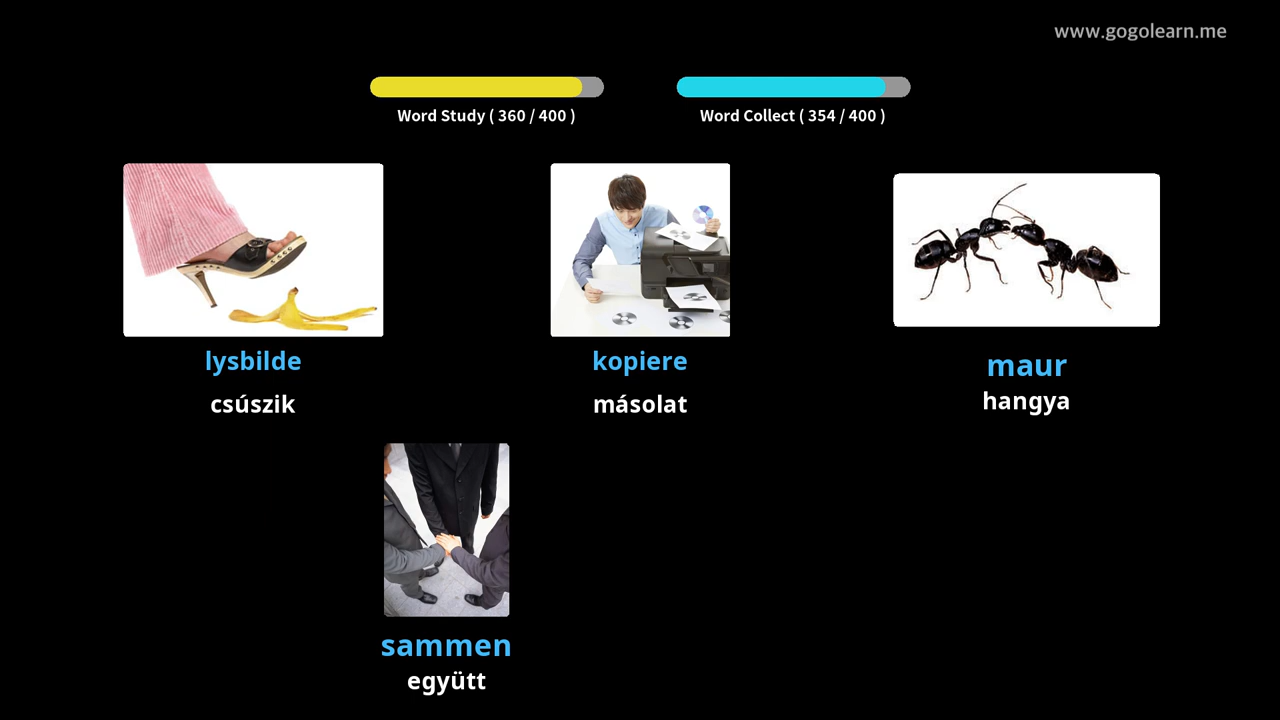 www.gogolearn.me
Word Study ( 360 / 400 )
Word Collect ( 354 / 400 )
lysbilde
csúszik
kopiere
másolat
maur
hangya
sammen
együtt